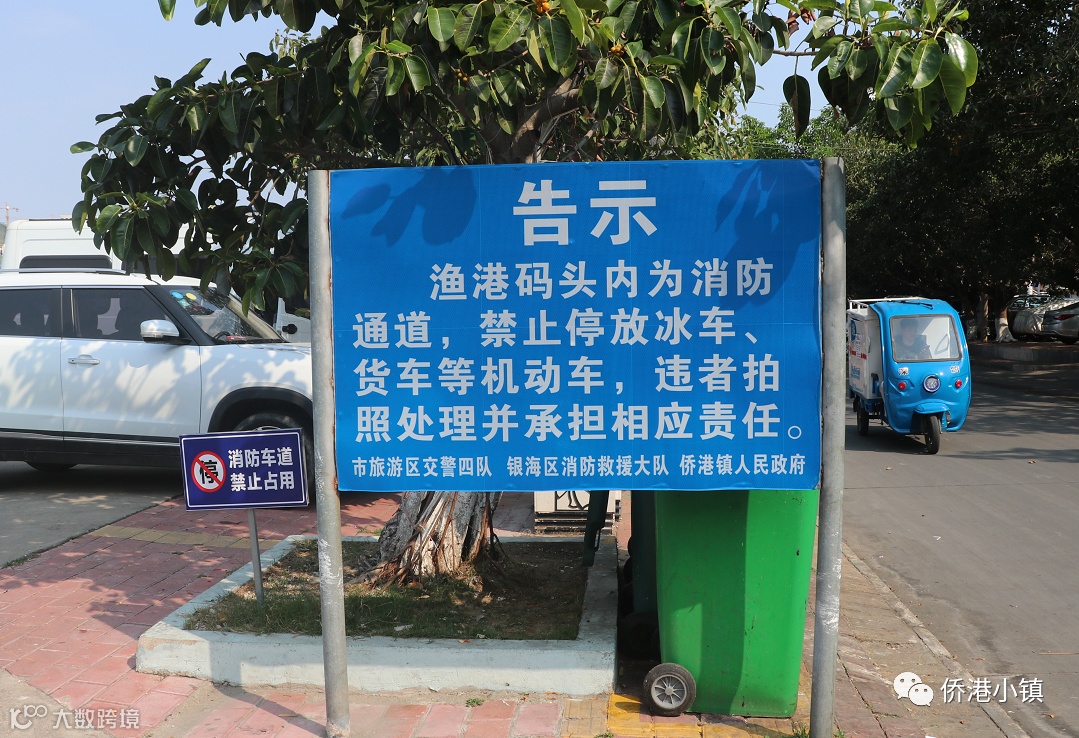 告示
渔港码头内为消防
通道，禁止停放冰车、
货车等机动车，违者拍
照处理并承担相应责任。
市旅游区交警四队 银海区消防救援大队 侨港镇人民政府
停
消防车道
禁止占用
侨港小镇
大数跨境